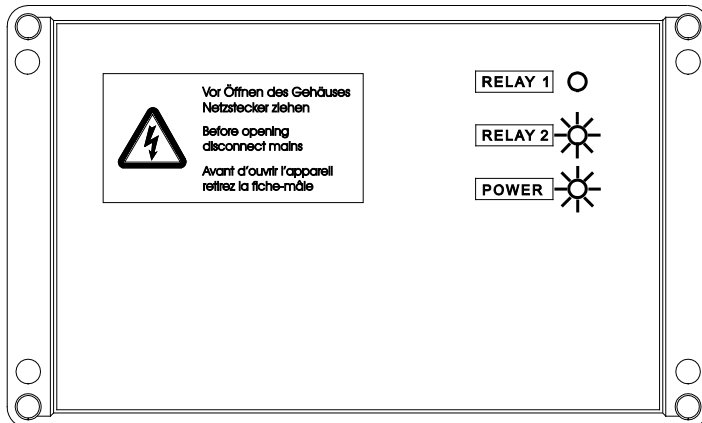 Vor Öffnen des Gehäuses
Netzstecker ziehen
Before opening
disconnect mains
Avant d'ouvrir l'appareil
retirez la fiche-mâle
RELAY 1
RELAY 2
POWER